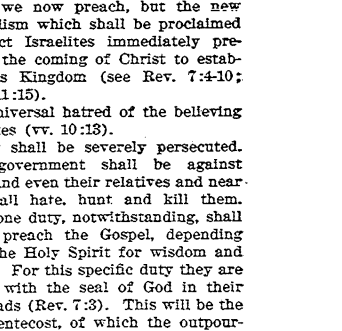 we now preach, but the new
lism which shall be proclaimed
ct Israelites immediately pre-
the coming of Christ to estab-
s Kingdom (see Rev. 7:4-10;
1:15).
niversal hatred of the believing
tes (vv. 10:13).
shall be severely persecuted.
government shall be against
nd even their relatives and near
all hate, hunt and kill them.
one duty, notwithstanding, shall
preach the Gospel, depending
he Holy Spirit for wisdom and
For this specific duty they are
with the seal of God in their
ads (Rev. 7:3). This will be the
entecost, of which the outpour-